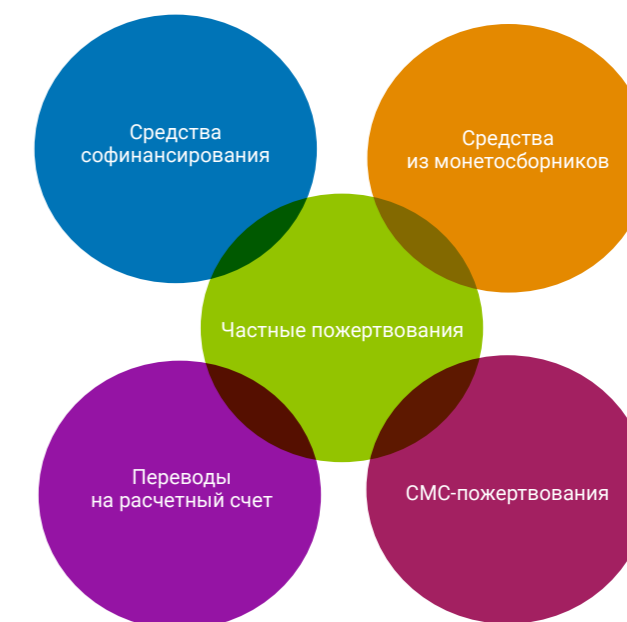 Средства
софинансирования
Средства
из монетосборников
Частные пожертвования
Переводы
на расчетный счет
СМС-пожертвования